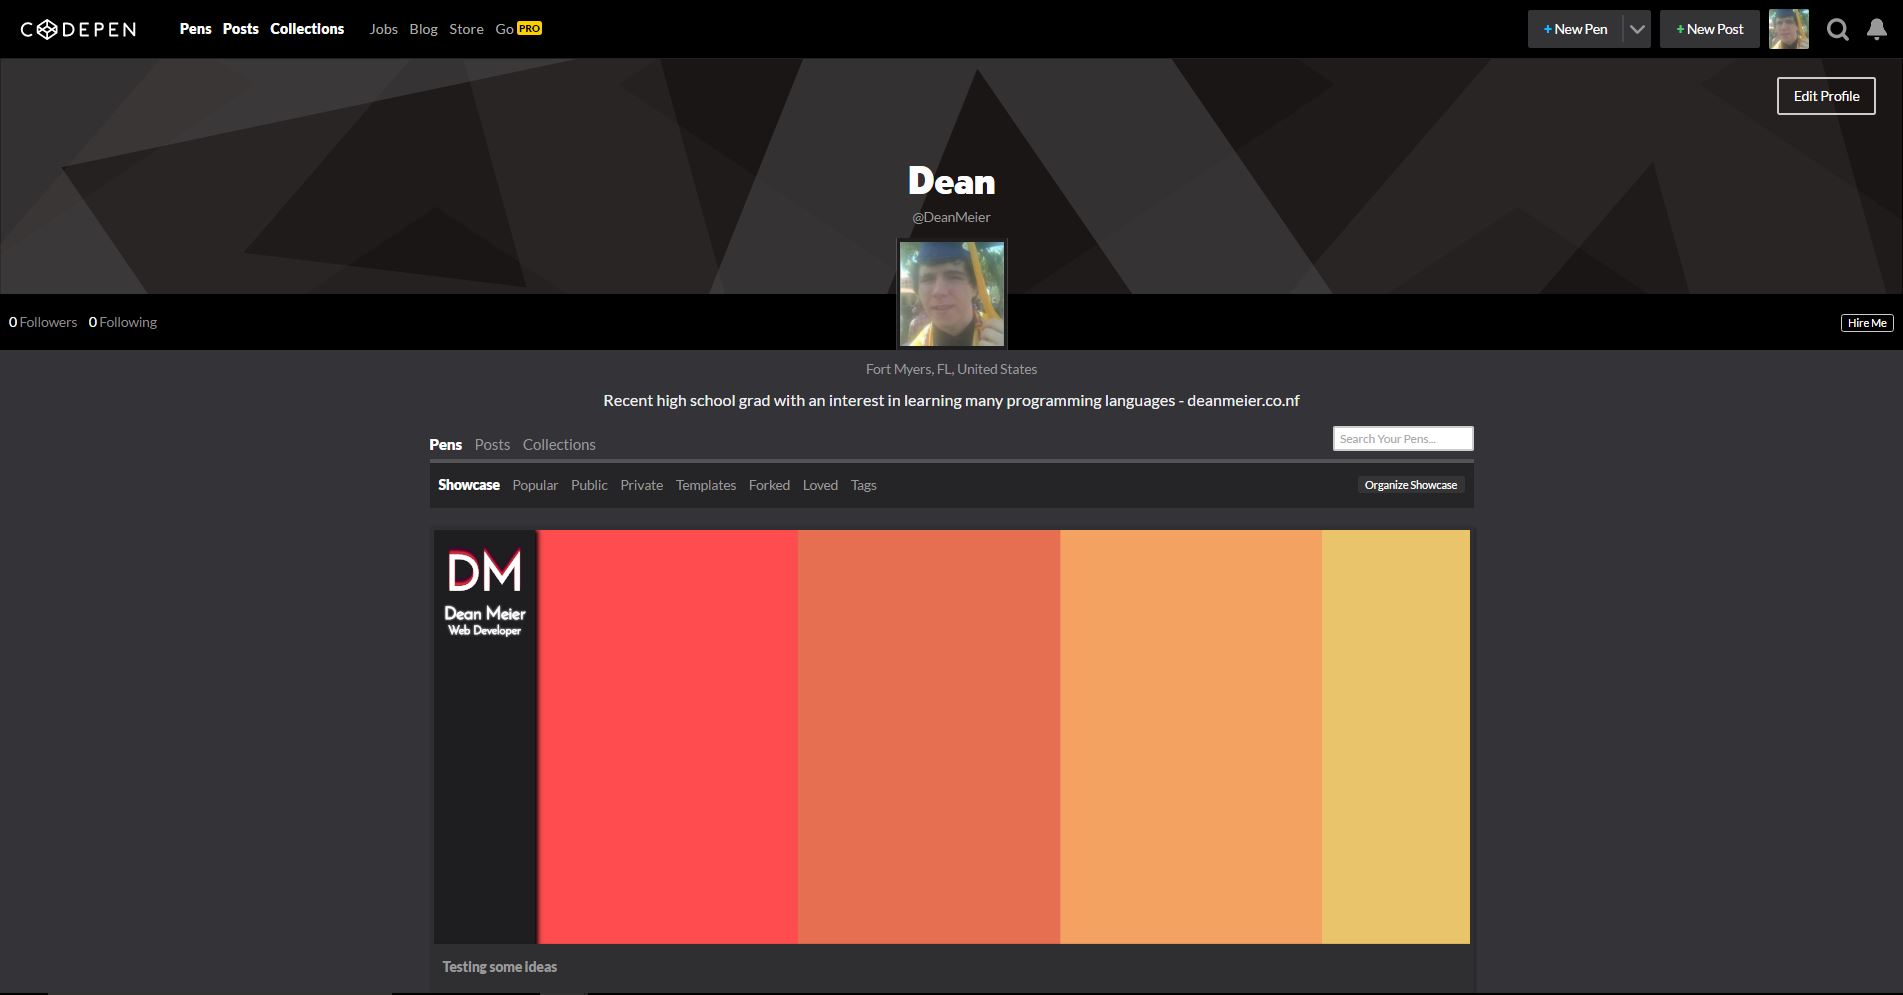 CODEPEN Pens Posts Collections Jobs Blog Store Go PRO + New Pen + New Post
Edit Profile
Dean
@DeanMeier
0 Followers 0 Following Hire Me
Fort Myers, FL, United States
Recent high school grad with an interest in learning many programming languages - deanmeier.co.nf
Pens Posts Collections Search Your Pens...
Showcase Popular Public Private Templates Forked Loved Tags Organize Showcase
DM
Dean Meier
Web Developer
Testing some ideas